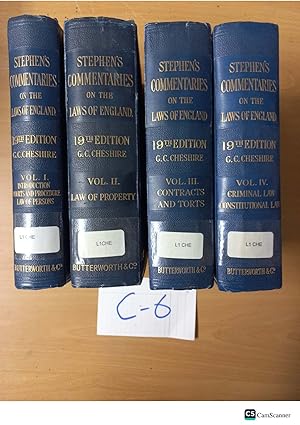 STEPHEN'S
COMMENTARIES
ON THE
LAWS OF ENGLAND
19TH EDITION
G.C. CHESHIRE
VOL. I.
INTRODUCTION
COURTS AND PROCEDURE
LAW OF PERSONS
L1 CHE
BUTTERWORTH & CO.
STEPHEN'S
COMMENTARIES
ON THE
LAWS OF ENGLAND.
19TH EDITION
G.C. CHESHIRE
VOL. II.
LAW OF PROPERTY
L1CHE
BUTTERWORTH & CO.
STEPHEN'S
COMMENTARIES
ON THE
LAWS OF ENGLAND
19TH EDITION
G.C. CHESHIRE
VOL. III.
CONTRACTS
AND TORTS
L1 CHE
BUTTERWORTH & CO.
STEPHEN'S
COMMENTARIES
ON THE
LAWS OF ENGLAND
19TH EDITION
G.C. CHESHIRE
VOL. IV.
CRIMINAL LAW
CONSTITUTIONAL LAW
L1 CHE
BUTTERWORTH & CO.
C-6
CS CamScanner